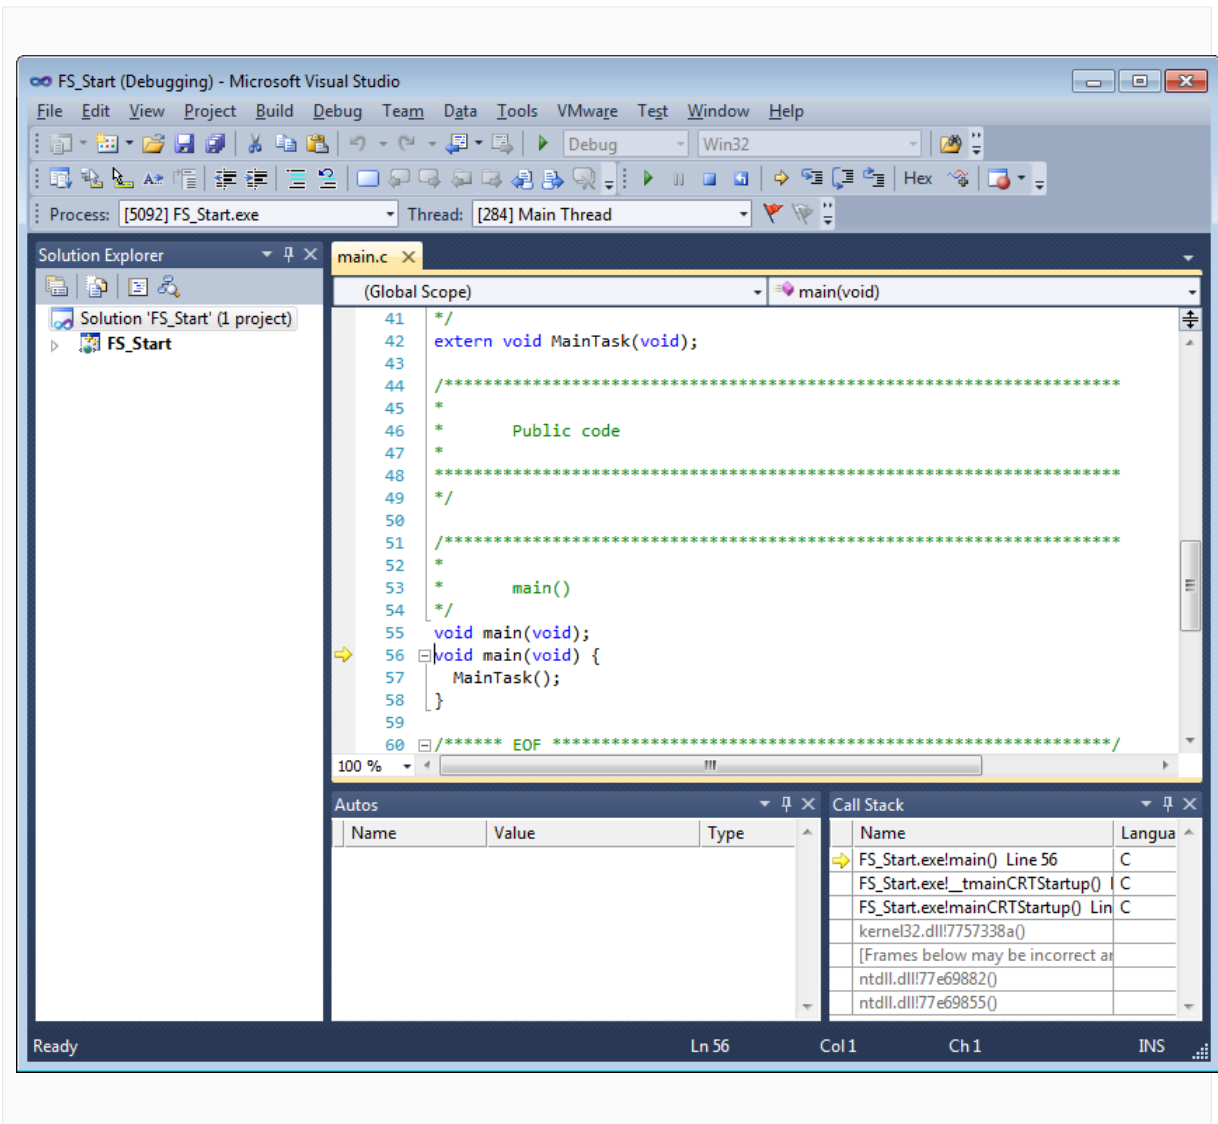 FS_Start (Debugging) - Microsoft Visual Studio
File Edit View Project Build Debug Team Data Tools VMware Test Window Help
Debug Win32
Hex
Process: [5092] FS_Start.exe Thread: [284] Main Thread
Solution Explorer
Solution 'FS_Start' (1 project)
FS_Start
main.c
(Global Scope) main(void)
41 */
42 extern void MainTask(void);
43
44 /*********************************************************************
45 *
46 *       Public code
47 *
48 **********************************************************************
49 */
50
51 /*********************************************************************
52 *
53 *       main()
54 */
55 void main(void);
56 void main(void) {
57   MainTask();
58 }
59
60 /****** EOF *********************************************************/
100 %
Autos
Name Value Type
Call Stack
Name Langua
FS_Start.exe!main() Line 56 C
FS_Start.exe!__tmainCRTStartup() C
FS_Start.exe!mainCRTStartup() Lin C
kernel32.dll!7757338a()
[Frames below may be incorrect ar
ntdll.dll!77e69882()
ntdll.dll!77e69855()
Ready Ln 56 Col 1 Ch 1 INS